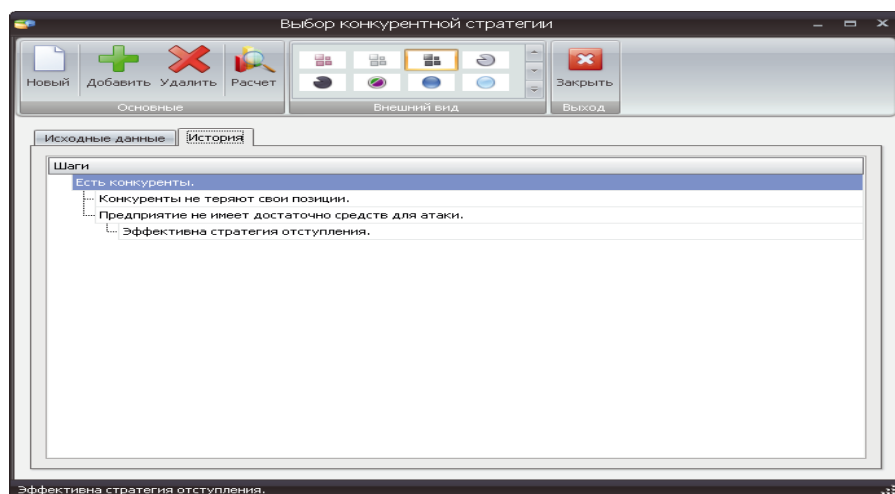 Выбор конкурентной стратегии
Новый Добавить Удалить Расчет Закрыть
Основные Внешний вид Выход
Исходные данные История
Шаги
Есть конкуренты.
Конкуренты не теряют свои позиции.
Предприятие не имеет достаточно средств для атаки.
Эффективна стратегия отступления.
Эффективна стратегия отступления.